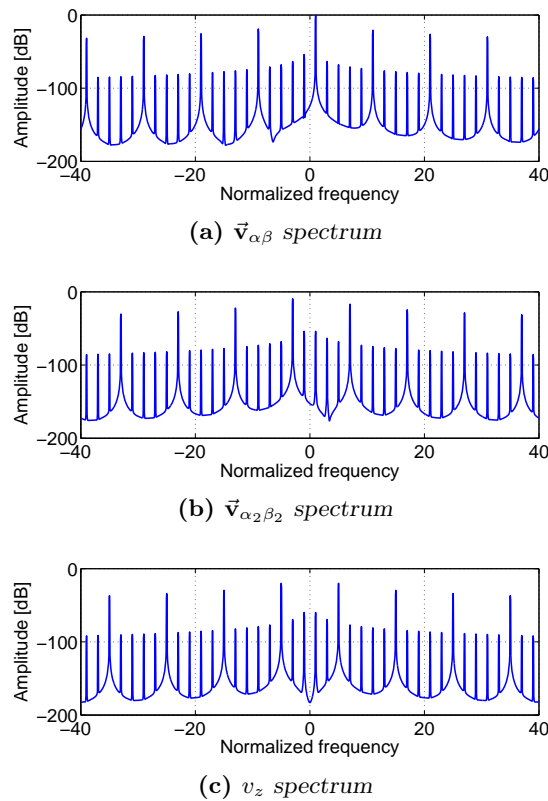 0
−100
−200
Amplitude [dB]
−40 −20 0 20 40
Normalized frequency
(a) v⃗αβ spectrum
0
−100
−200
Amplitude [dB]
−40 −20 0 20 40
Normalized frequency
(b) v⃗α₂β₂ spectrum
0
−100
−200
Amplitude [dB]
−40 −20 0 20 40
Normalized frequency
(c) vz spectrum